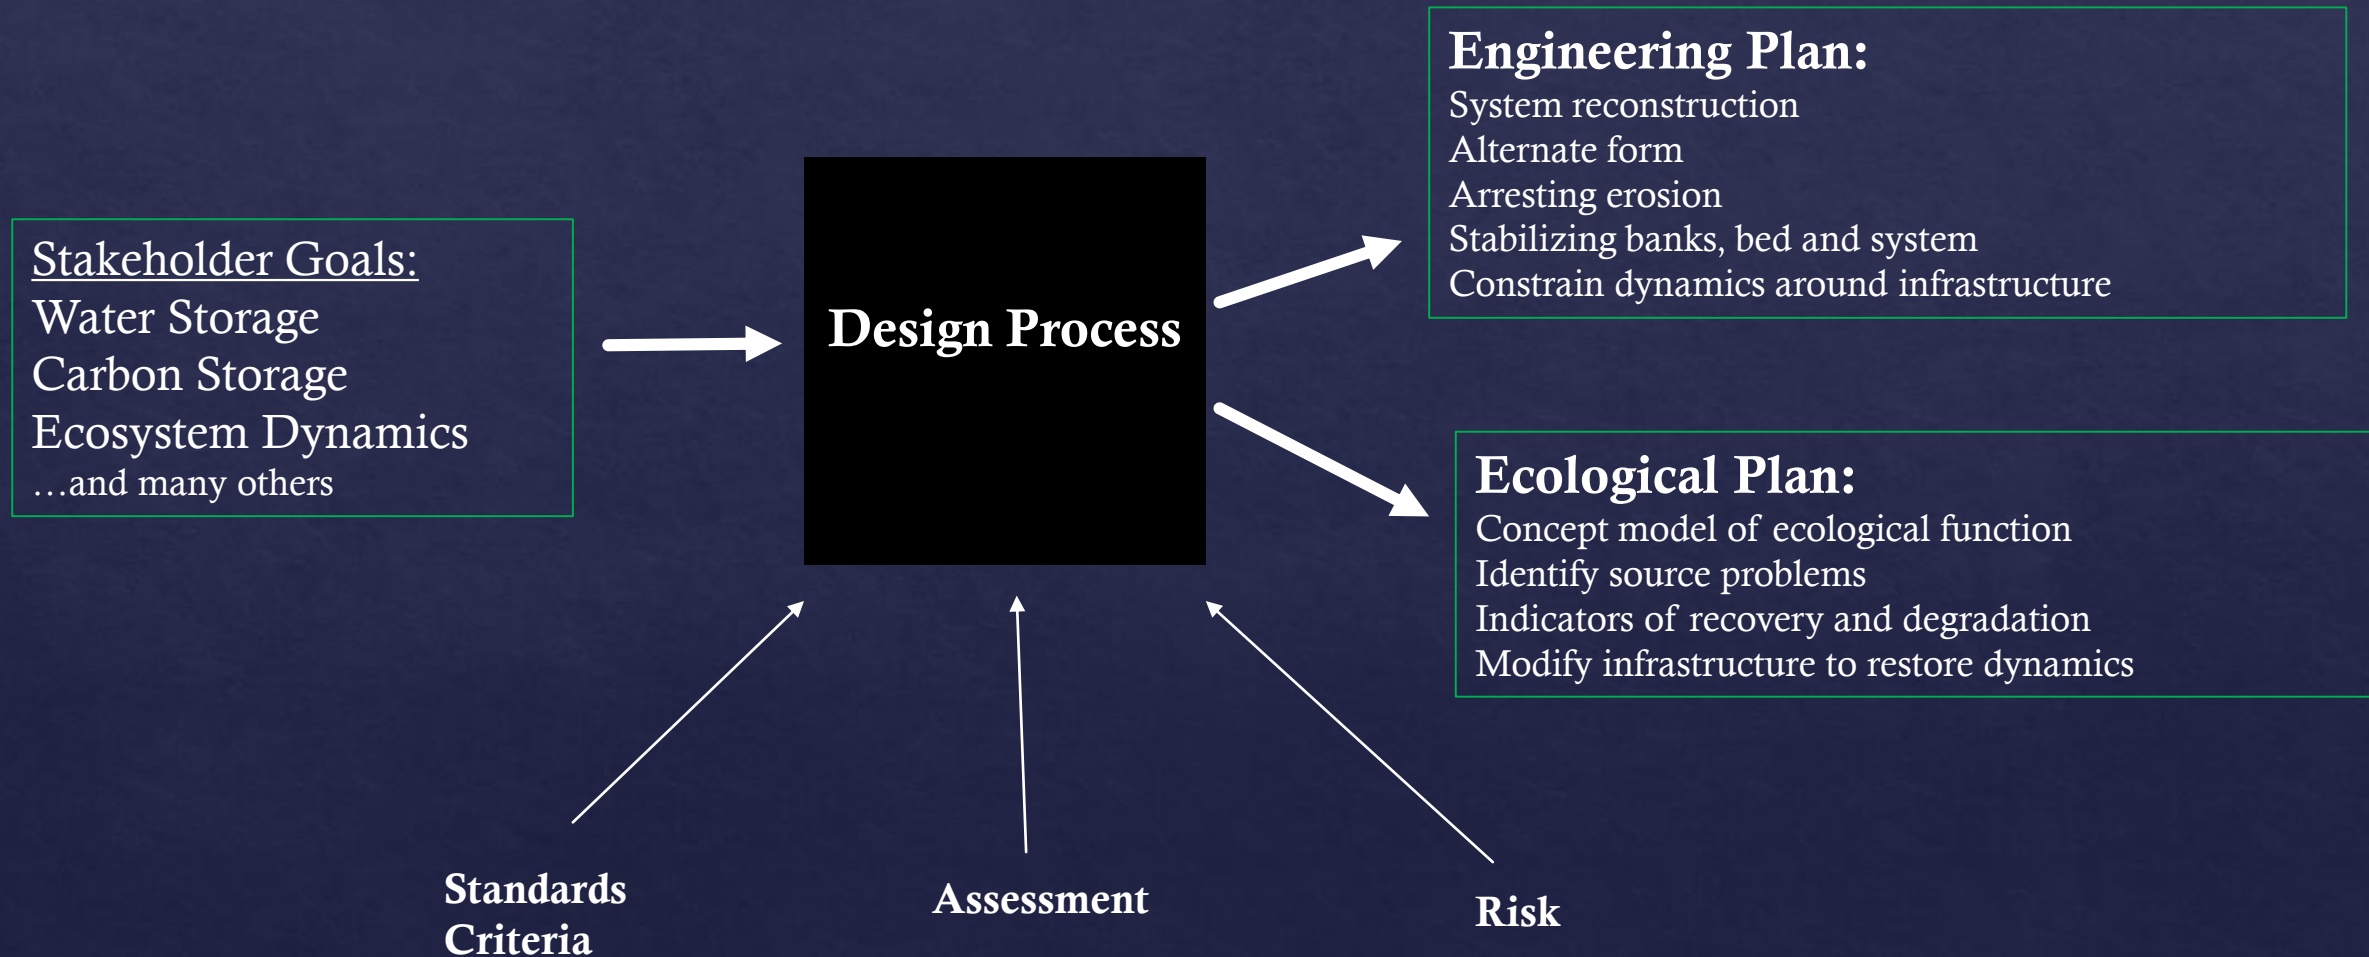 Stakeholder Goals:
Water Storage
Carbon Storage
Ecosystem Dynamics
…and many others
Design Process
Engineering Plan:
System reconstruction
Alternate form
Arresting erosion
Stabilizing banks, bed and system
Constrain dynamics around infrastructure
Ecological Plan:
Concept model of ecological function
Identify source problems
Indicators of recovery and degradation
Modify infrastructure to restore dynamics
Standards
Criteria
Assessment
Risk